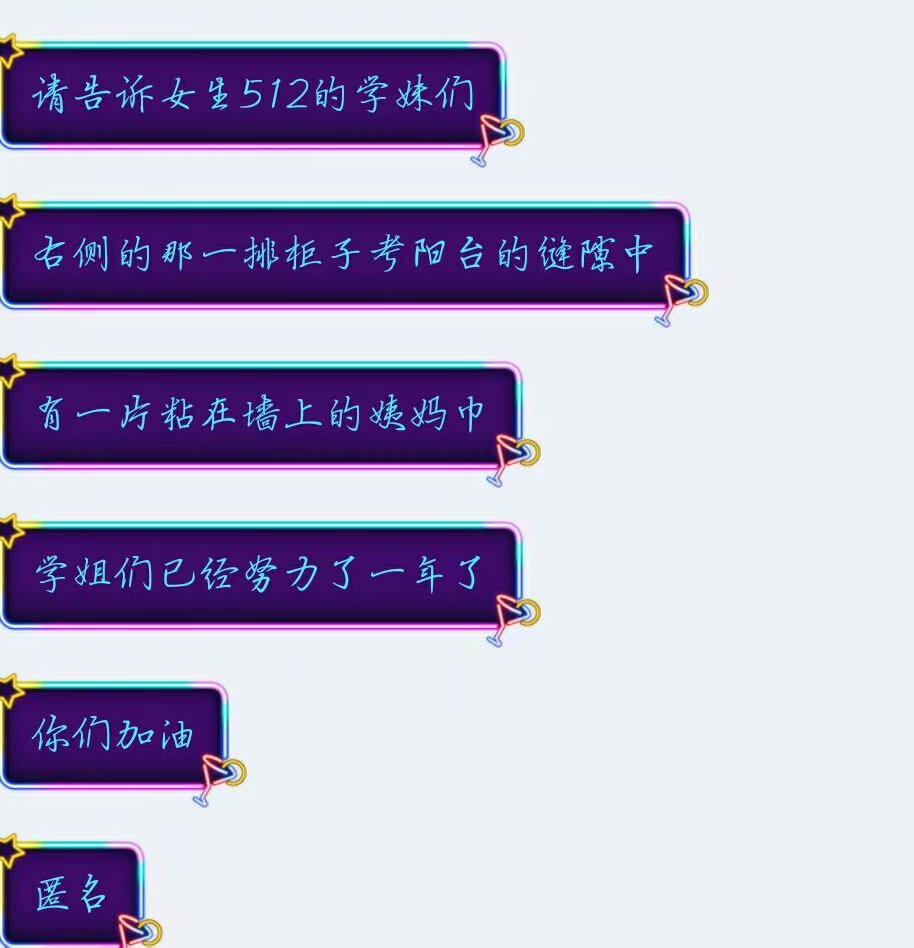 请告诉女生512的学妹们
右侧的那一排柜子考阳台的缝隙中
有一片粘在墙上的姨妈巾
学姐们已经努力了一年了
你们加油
匿名